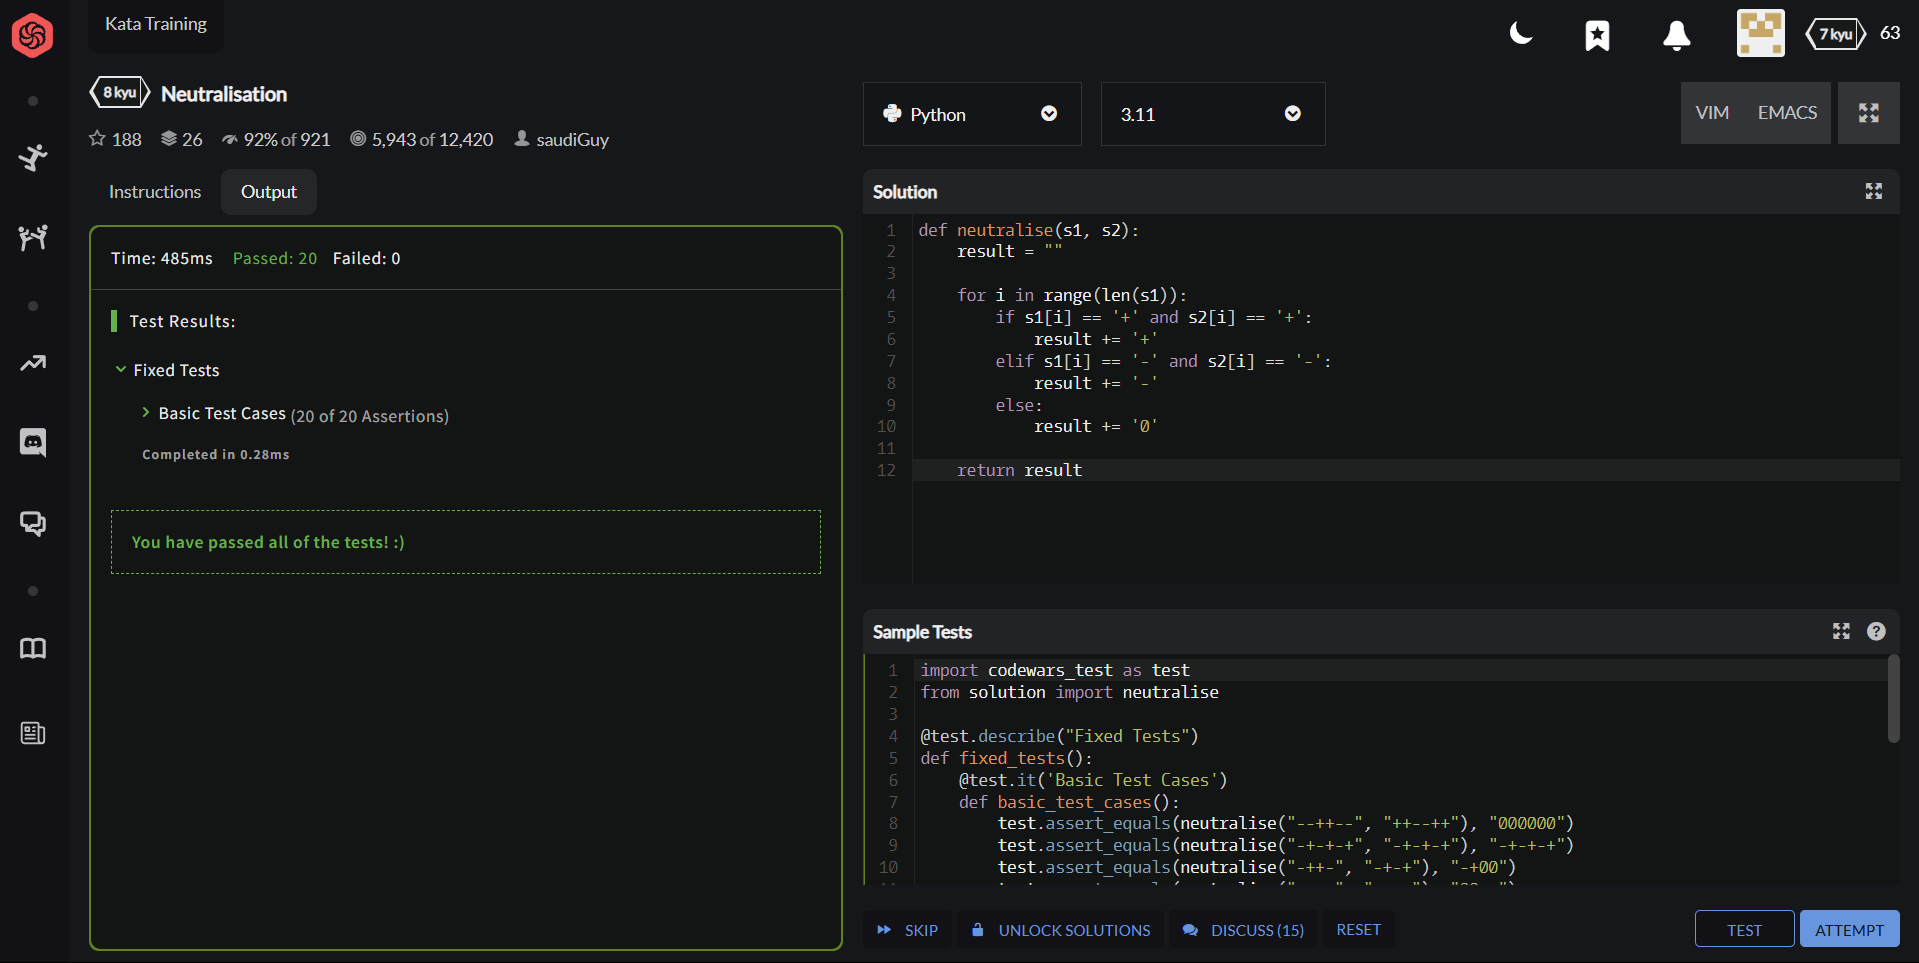 Kata Training
7 kyu 63
8 kyu Neutralisation
188 26 92% of 921 5,943 of 12,420 saudiGuy
Python
3.11
VIM EMACS
Instructions Output
Time: 485ms Passed: 20 Failed: 0
Test Results:
Fixed Tests
Basic Test Cases (20 of 20 Assertions)
Completed in 0.28ms
You have passed all of the tests! :)
Solution
1 def neutralise(s1, s2):
2     result = ""
3
4     for i in range(len(s1)):
5         if s1[i] == '+' and s2[i] == '+':
6             result += '+'
7         elif s1[i] == '-' and s2[i] == '-':
8             result += '-'
9         else:
10             result += '0'
11
12     return result
Sample Tests
1 import codewars_test as test
2 from solution import neutralise
3
4 @test.describe("Fixed Tests")
5 def fixed_tests():
6     @test.it('Basic Test Cases')
7     def basic_test_cases():
8         test.assert_equals(neutralise("--++--", "++--++"), "000000")
9         test.assert_equals(neutralise("-+-+-+", "-+-+-+"), "-+-+-+")
10         test.assert_equals(neutralise("-++-", "-+-+"), "-+00")
SKIP UNLOCK SOLUTIONS DISCUSS (15) RESET
TEST ATTEMPT